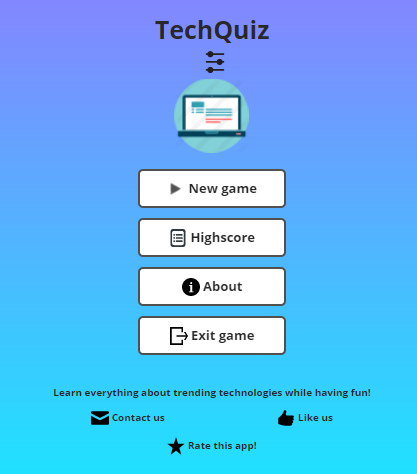 TechQuiz
New game
Highscore
About
Exit game
Learn everything about trending technologies while having fun!
Contact us
Like us
Rate this app!